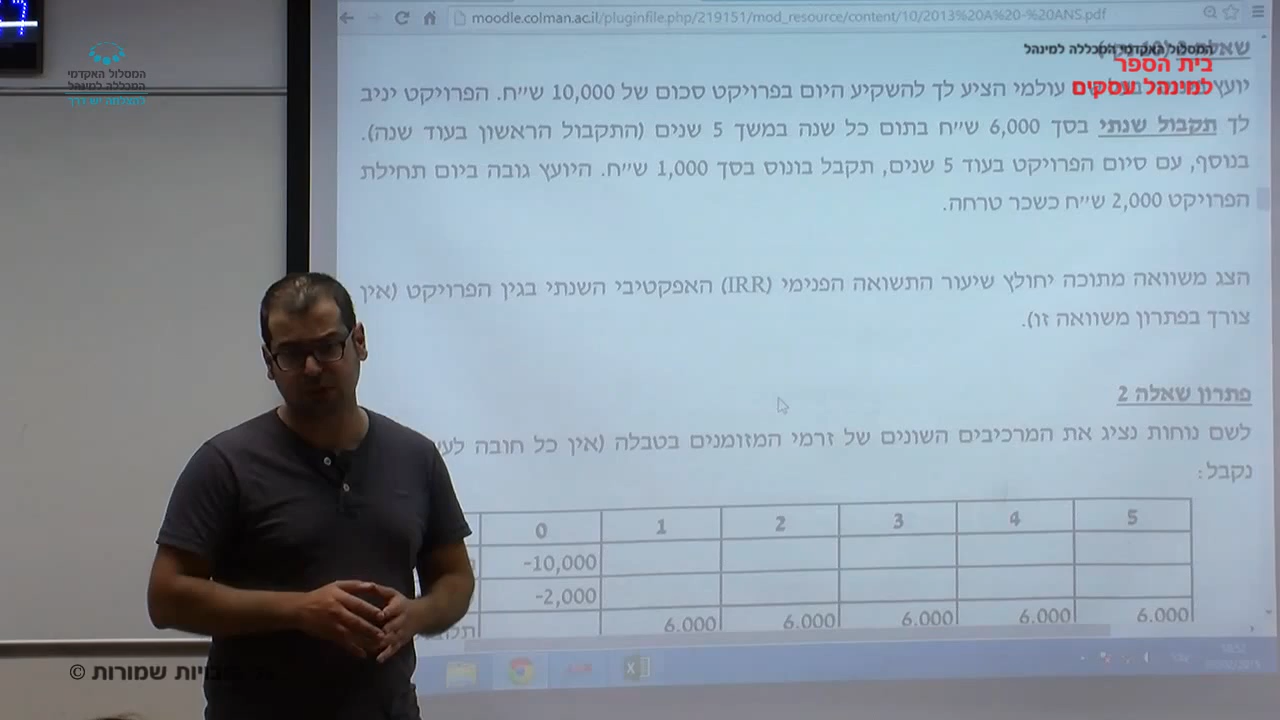 moodle.colman.ac.il/pluginfile.php/219151/mod_resource/content/10/2013%20A%20-%20ANS.pdf
המסלול האקדמי המכללה למינהל
בית הספר
למינהל עסקים
המסלול האקדמי
המכללה למינהל
להצלחה יש דרך
שאלה
יועץ עולמי הציע לך להשקיע היום בפרויקט סכום של 10,000 ש״ח. הפרויקט יניב
לך תקבול שנתי בסך 6,000 ש״ח בתום כל שנה במשך 5 שנים (התקבול הראשון בעוד שנה).
בנוסף, עם סיום הפרויקט בעוד 5 שנים, תקבל בונוס בסך 1,000 ש״ח. היועץ גובה ביום תחילת
הפרויקט 2,000 ש״ח כשכר טרחה.
הצג משוואה מתוכה יחולץ שיעור התשואה הפנימי (IRR) האפקטיבי השנתי בגין הפרויקט (אין
צורך בפתרון משוואה זו).
פתרון שאלה 2
לשם נוחות נציג את המרכיבים השונים של זרמי המזומנים בטבלה (אין כל חובה
נקבל:
0 1 2 3 4 5
-10,000
-2,000
6,000 6,000 6,000 6,000 6,000
שמורות ©